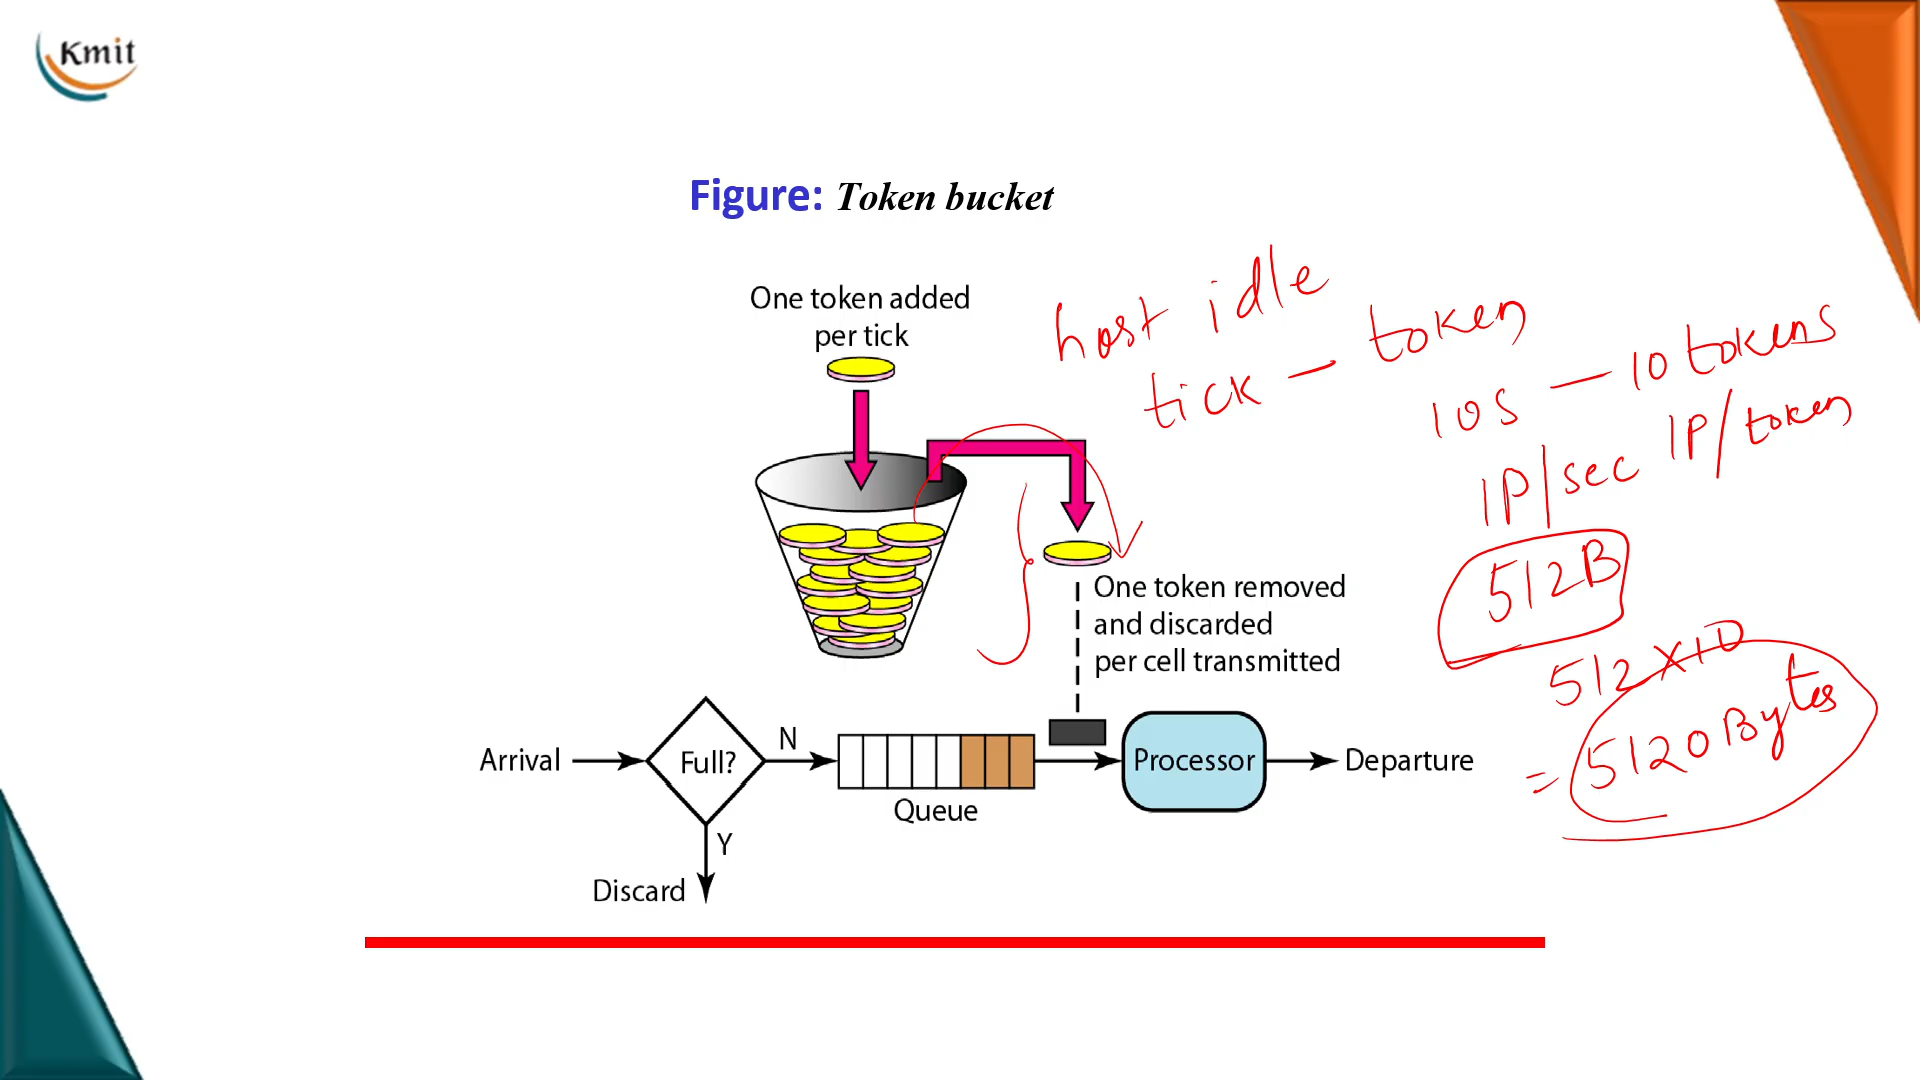 Kmit
Figure: Token bucket
One token added
per tick
host idle
tick - token
10S - 10 tokens
1P/sec 1P/token
512B
512 x 10
= 5120 Bytes
One token removed
and discarded
per cell transmitted
Arrival
Full?
N
Y
Discard
Queue
Processor
Departure